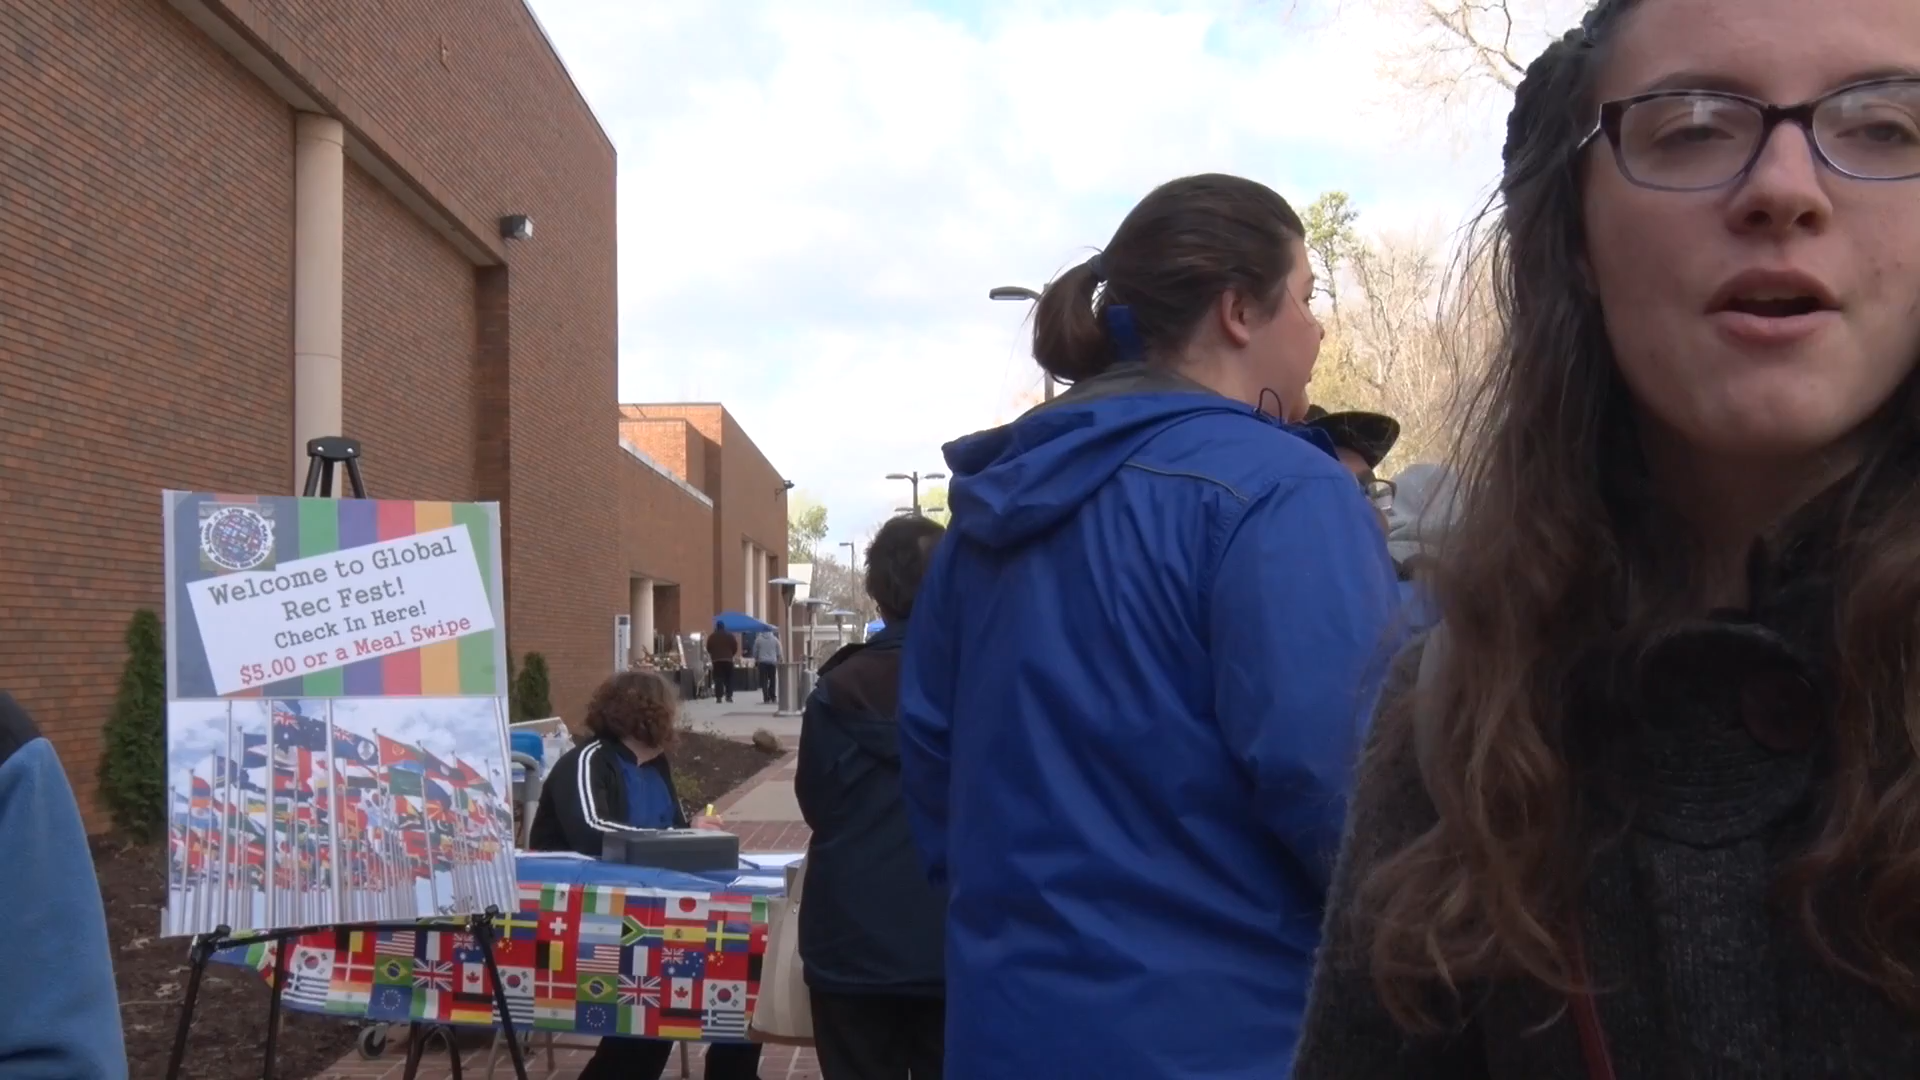 Welcome to Global
Rec Fest!
Check In Here!
$5.00 or a Meal Swipe